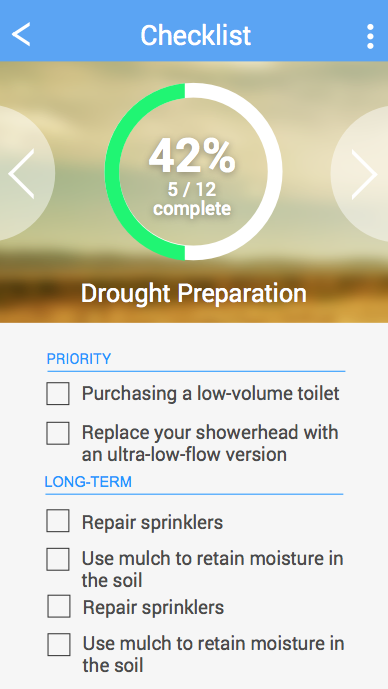 Checklist
42%
5 / 12
complete
Drought Preparation
PRIORITY
Purchasing a low-volume toilet
Replace your showerhead with
an ultra-low-flow version
LONG-TERM
Repair sprinklers
Use mulch to retain moisture in
the soil
Repair sprinklers
Use mulch to retain moisture in
the soil